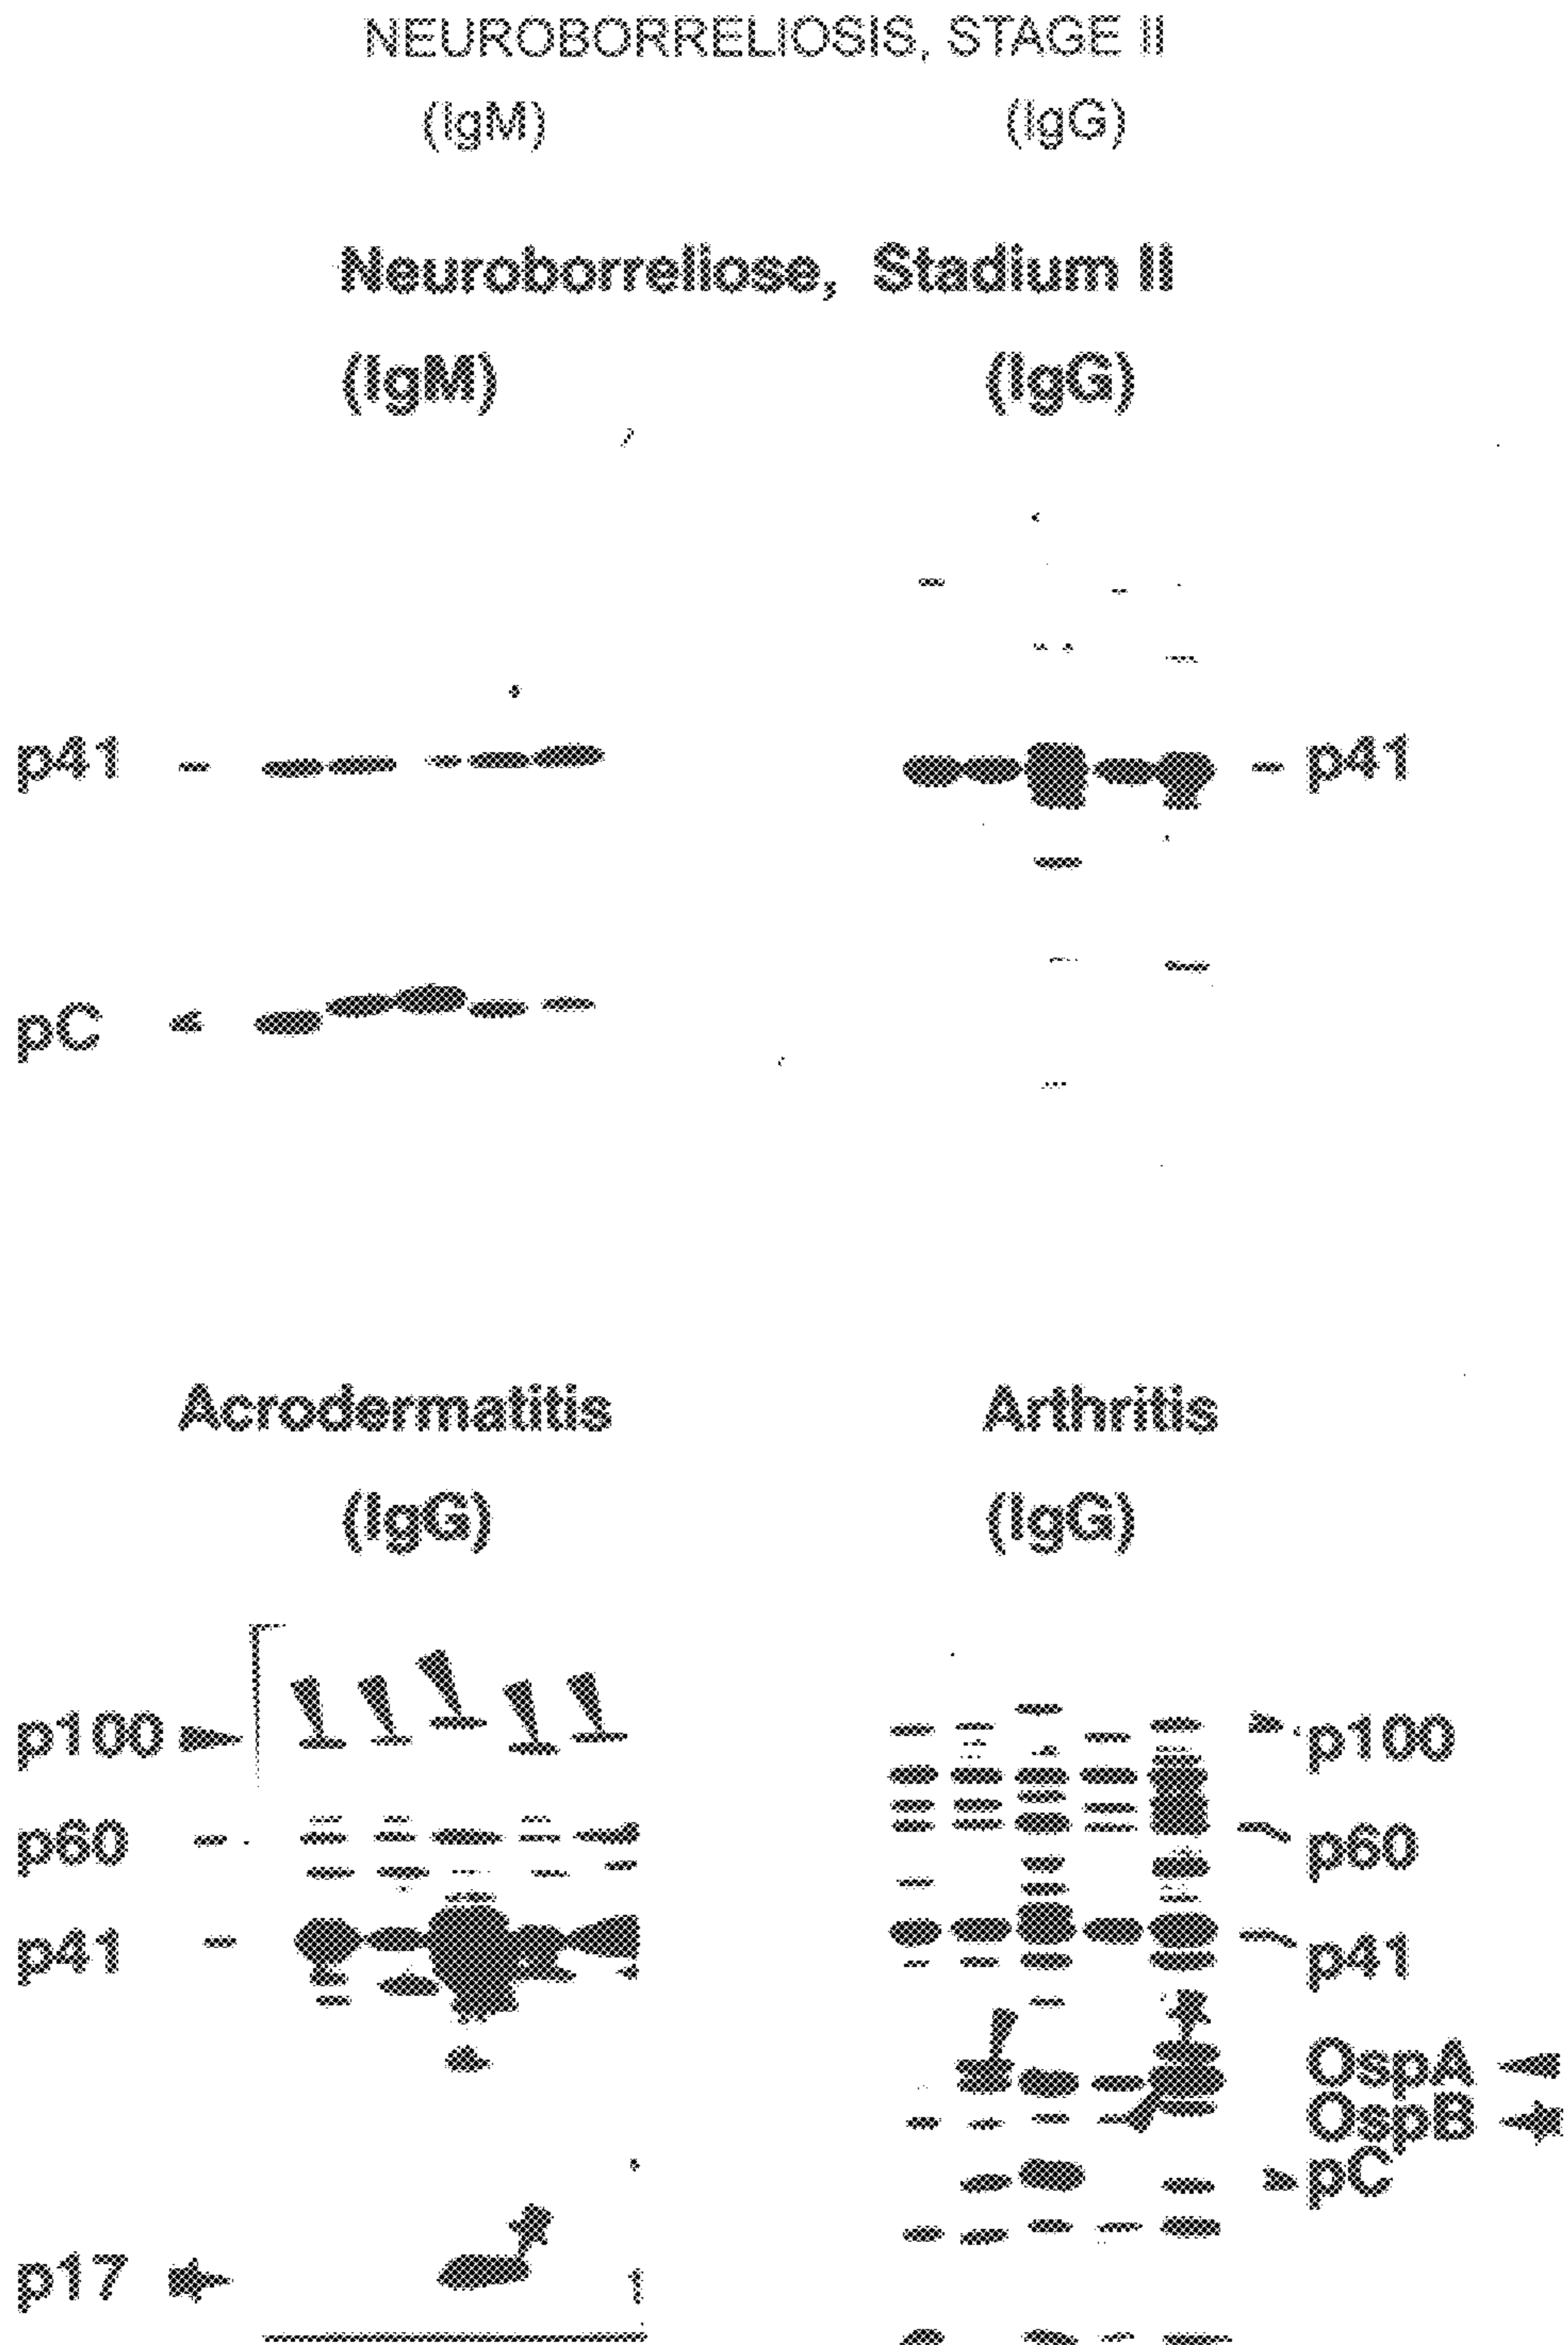 NEUROBORRELIOSIS, STAGE II
(IgM) (IgG)
Neuroborreliose, Stadium II
(IgM) (IgG)
p41 p41
pC
Acrodermatitis Arthritis
(IgG) (IgG)
p100 p100
p60 p60
p41 p41
OspA
OspB
pC
p17